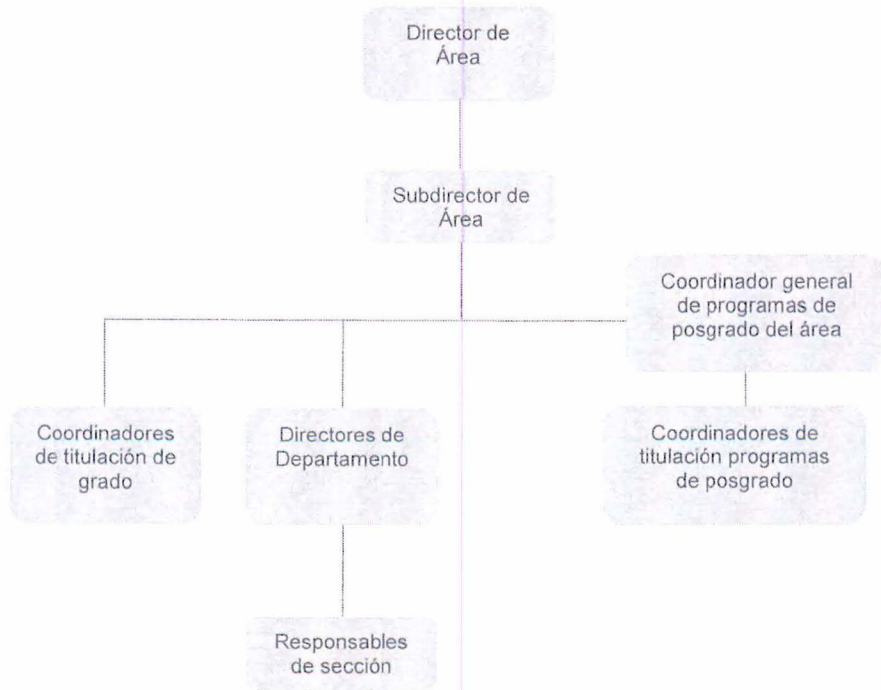 Director de
Área
Subdirector de
Área
Coordinador general
de programas de
posgrado del área
Coordinadores
de titulación de
grado
Directores de
Departamento
Coordinadores de
titulación programas
de posgrado
Responsables
de sección